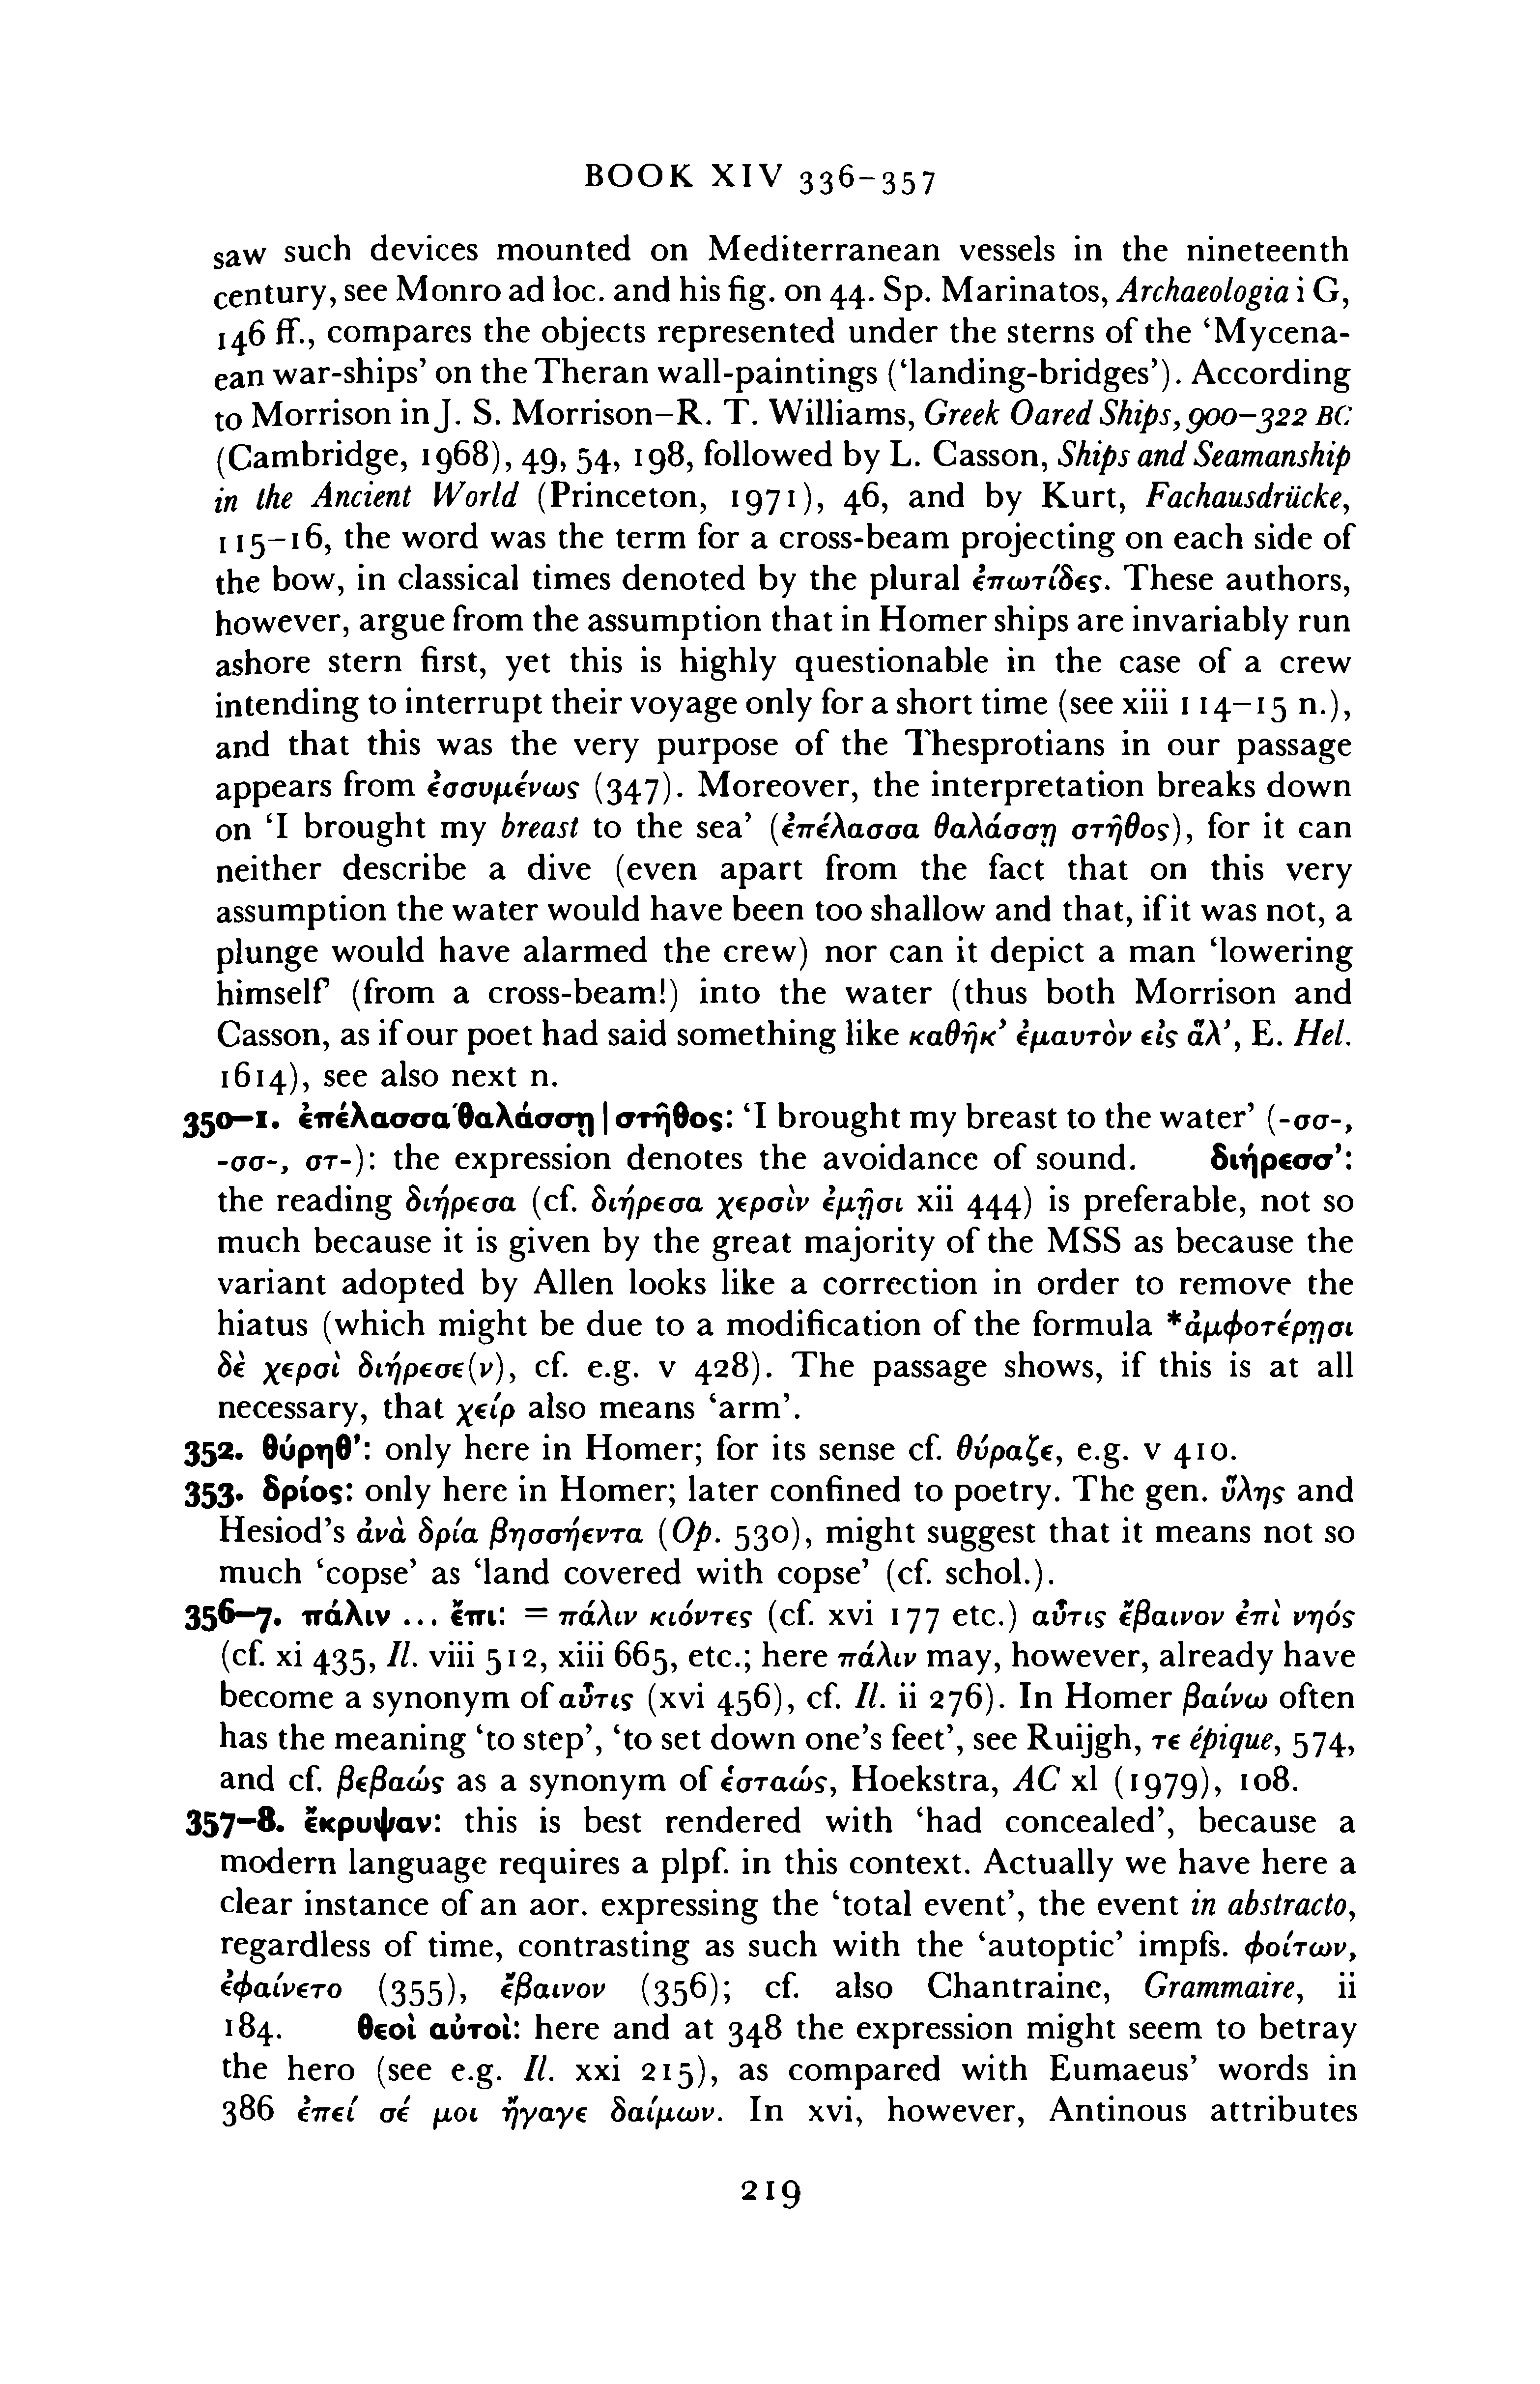 BOOK XIV 336–357
saw such devices mounted on Mediterranean vessels in the nineteenth
century, see Monro ad loc. and his fig. on 44. Sp. Marinatos, Archaeologia i G,
146 ff., compares the objects represented under the sterns of the ‘Mycena-
ean war-ships’ on the Theran wall-paintings (‘landing-bridges’). According
to Morrison in J. S. Morrison–R. T. Williams, Greek Oared Ships, 900–322 BC
(Cambridge, 1968), 49, 54, 198, followed by L. Casson, Ships and Seamanship
in the Ancient World (Princeton, 1971), 46, and by Kurt, Fachausdrücke,
115–16, the word was the term for a cross-beam projecting on each side of
the bow, in classical times denoted by the plural ἐπωτίδες. These authors,
however, argue from the assumption that in Homer ships are invariably run
ashore stern first, yet this is highly questionable in the case of a crew
intending to interrupt their voyage only for a short time (see xiii 114–15 n.),
and that this was the very purpose of the Thesprotians in our passage
appears from ἐσσυμένως (347). Moreover, the interpretation breaks down
on ‘I brought my breast to the sea’ (ἐπέλασσα θαλάσσῃ στῆθος), for it can
neither describe a dive (even apart from the fact that on this very
assumption the water would have been too shallow and that, if it was not, a
plunge would have alarmed the crew) nor can it depict a man ‘lowering
himself’ (from a cross-beam!) into the water (thus both Morrison and
Casson, as if our poet had said something like καθῆκ’ ἐμαυτὸν εἰς ἅλ’, E. Hel.
1614), see also next n.
350–1. ἐπέλασσα θαλάσσῃ | στῆθος: ‘I brought my breast to the water’ (-σσ-,
-σσ-, στ-): the expression denotes the avoidance of sound. διήρεσσ’:
the reading διήρεσα (cf. διήρεσα χερσὶν ἐμῇσι xii 444) is preferable, not so
much because it is given by the great majority of the MSS as because the
variant adopted by Allen looks like a correction in order to remove the
hiatus (which might be due to a modification of the formula *ἀμφοτέρῃσι
δὲ χερσὶ διήρεσε(ν), cf. e.g. v 428). The passage shows, if this is at all
necessary, that χείρ also means ‘arm’.
352. θύρηθ’: only here in Homer; for its sense cf. θύραζε, e.g. v 410.
353. δρίος: only here in Homer; later confined to poetry. The gen. ὕλης and
Hesiod’s ἀνὰ δρία βησσήεντα (Op. 530), might suggest that it means not so
much ‘copse’ as ‘land covered with copse’ (cf. schol.).
356–7. πάλιν ... ἔπι: = πάλιν κιόντες (cf. xvi 177 etc.) αὖτις ἔβαινον ἐπὶ νηός
(cf. xi 435, Il. viii 512, xiii 665, etc.; here πάλιν may, however, already have
become a synonym of αὖτις (xvi 456), cf. Il. ii 276). In Homer βαίνω often
has the meaning ‘to step’, ‘to set down one’s feet’, see Ruijgh, τε épique, 574,
and cf. βεβαώς as a synonym of ἑσταώς, Hoekstra, AC xl (1979), 108.
357–8. ἔκρυψαν: this is best rendered with ‘had concealed’, because a
modern language requires a plpf. in this context. Actually we have here a
clear instance of an aor. expressing the ‘total event’, the event in abstracto,
regardless of time, contrasting as such with the ‘autoptic’ impfs. φοίτων,
ἐφαίνετο (355), ἔβαινον (356); cf. also Chantraine, Grammaire, ii
184. θεοὶ αὐτοί: here and at 348 the expression might seem to betray
the hero (see e.g. Il. xxi 215), as compared with Eumaeus’ words in
386 ἐπεί σέ μοι ἤγαγε δαίμων. In xvi, however, Antinous attributes
219